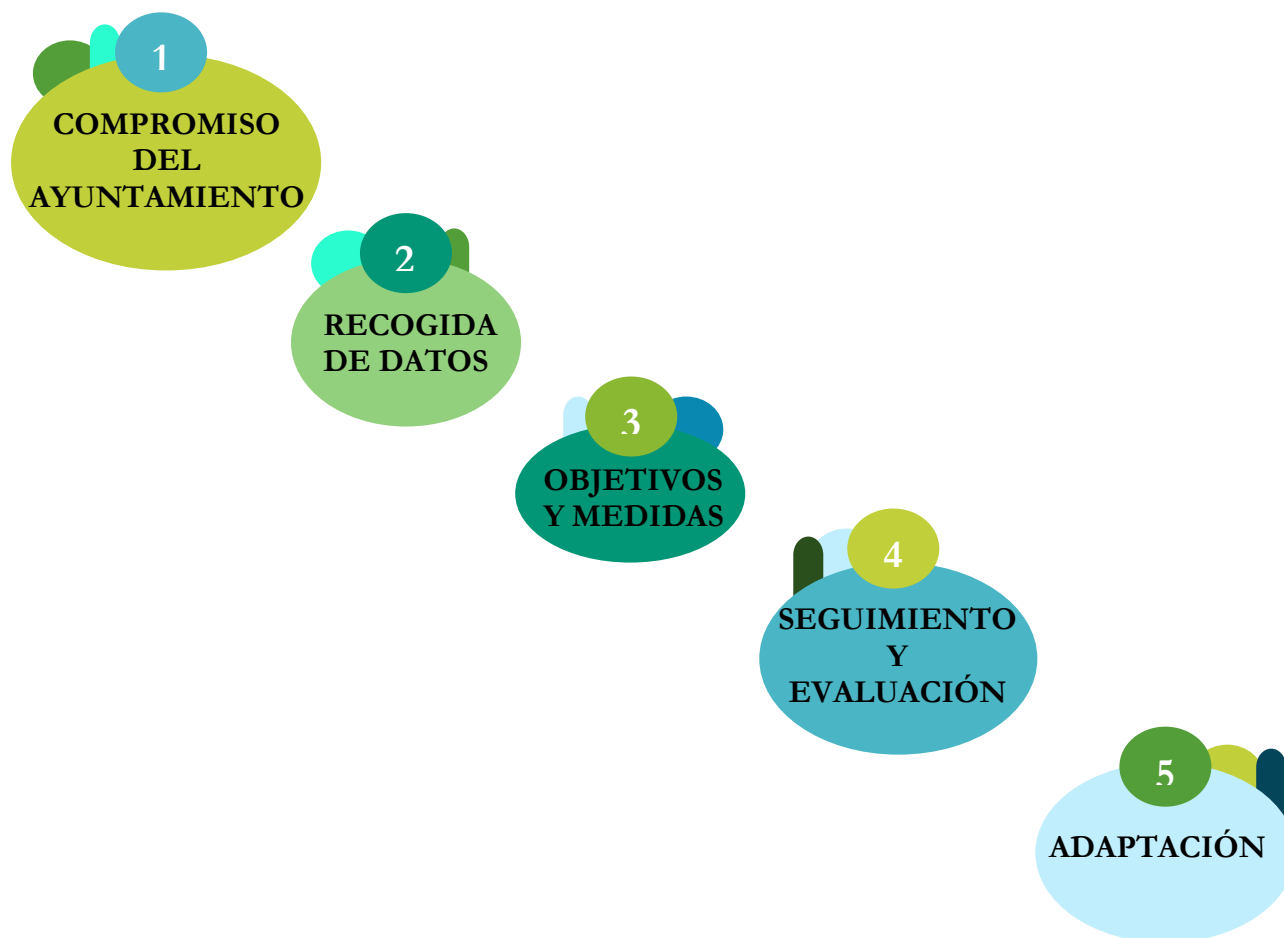 1
COMPROMISO
DEL
AYUNTAMIENTO
2
RECOGIDA
DE DATOS
3
OBJETIVOS
Y MEDIDAS
4
SEGUIMIENTO
Y
EVALUACIÓN
5
ADAPTACIÓN